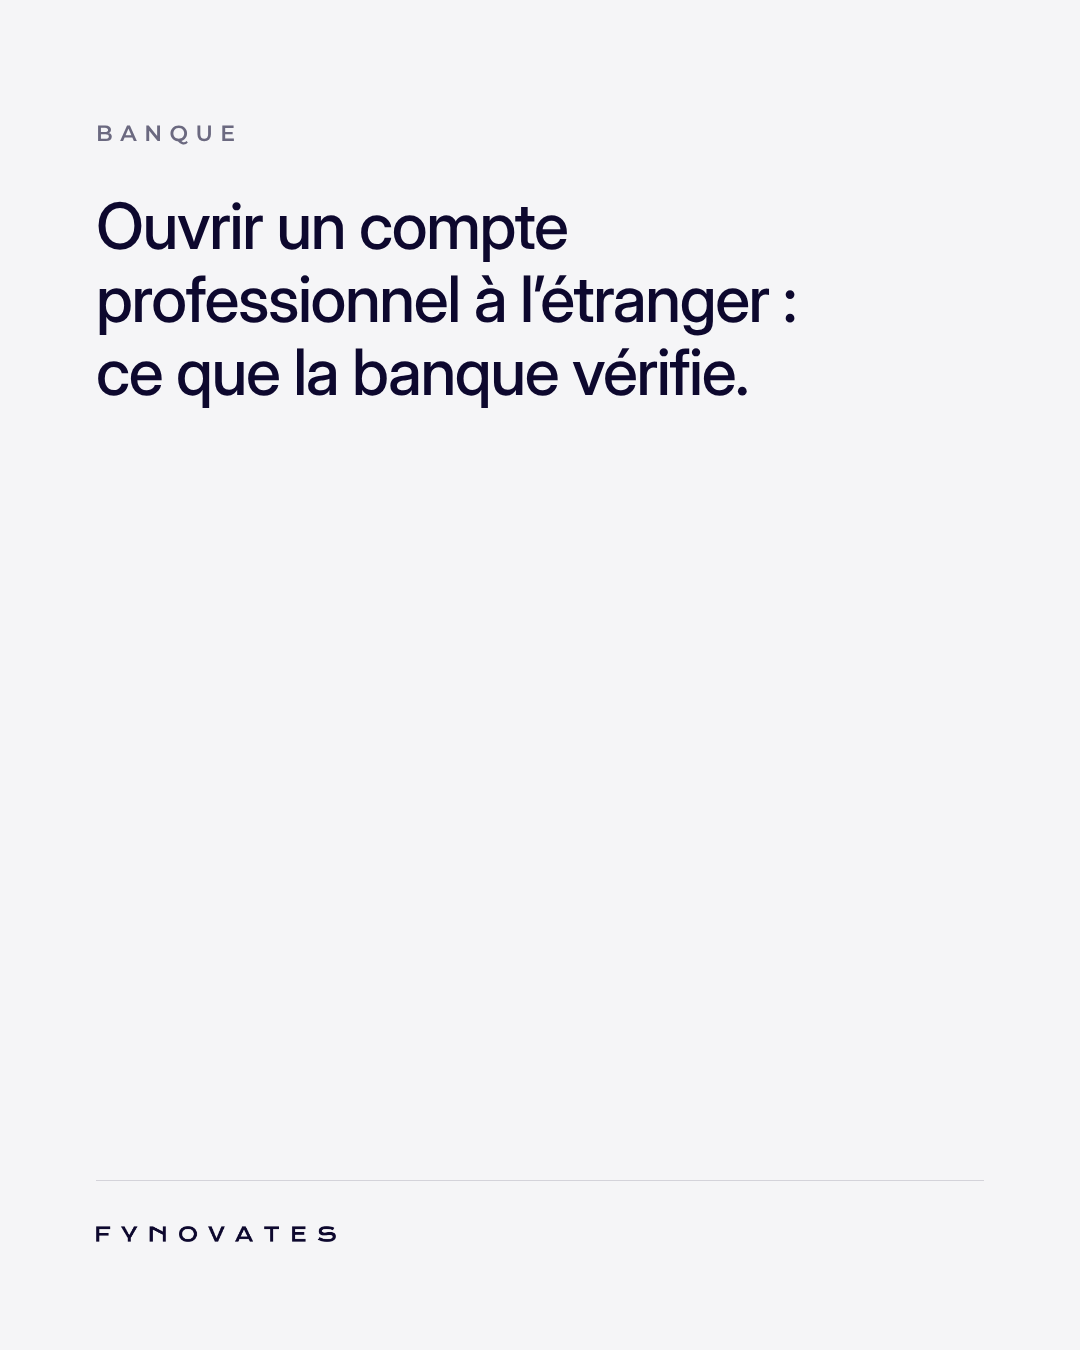 BANQUE
Ouvrir un compte
professionnel à l’étranger :
ce que la banque vérifie.
FYNOVATES